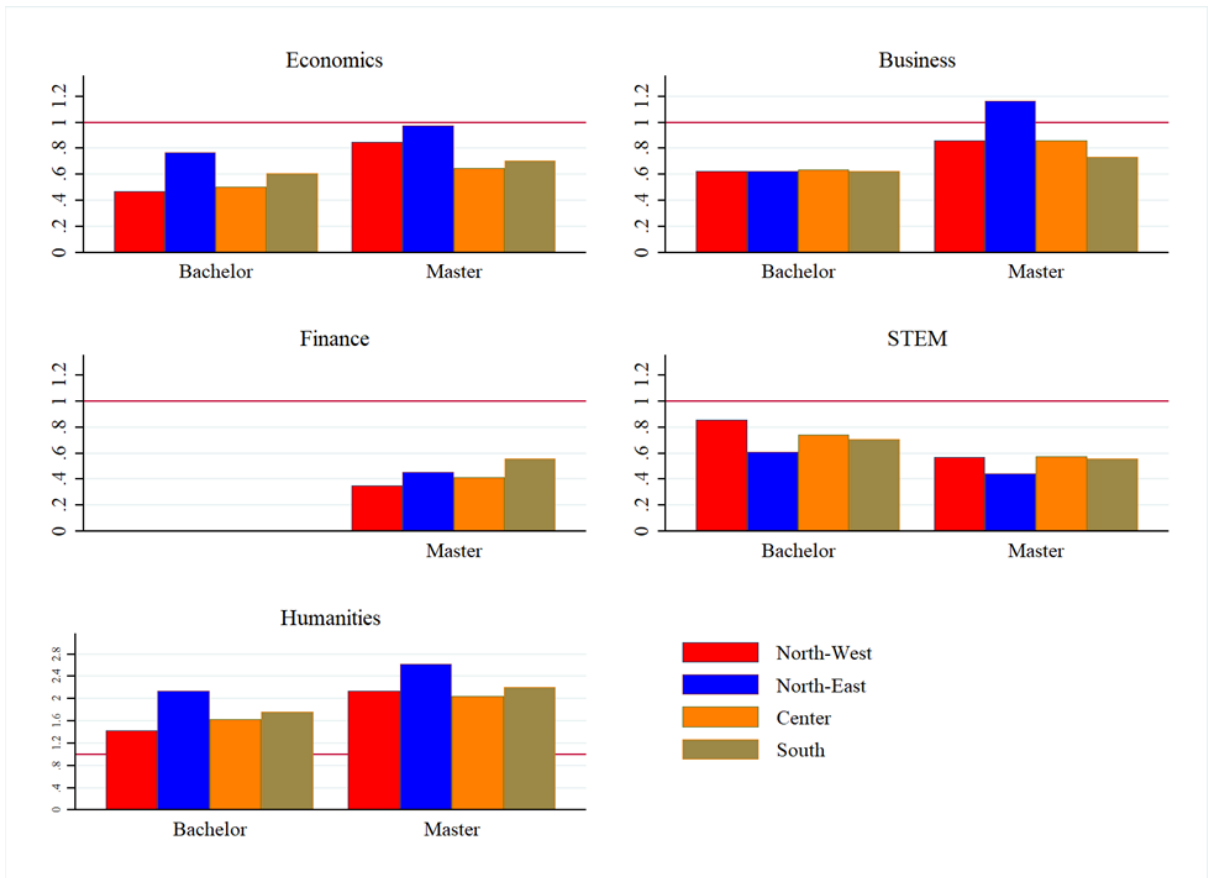 Economics
1.2
1
.8
.6
.4
.2
0
Bachelor
Master
Business
1.2
1
.8
.6
.4
.2
0
Bachelor
Master
Finance
1.2
1
.8
.6
.4
.2
0
Master
STEM
1.2
1
.8
.6
.4
.2
0
Bachelor
Master
Humanities
2.8
2.4
2
1.6
1.2
.8
.4
0
Bachelor
Master
North-West
North-East
Center
South